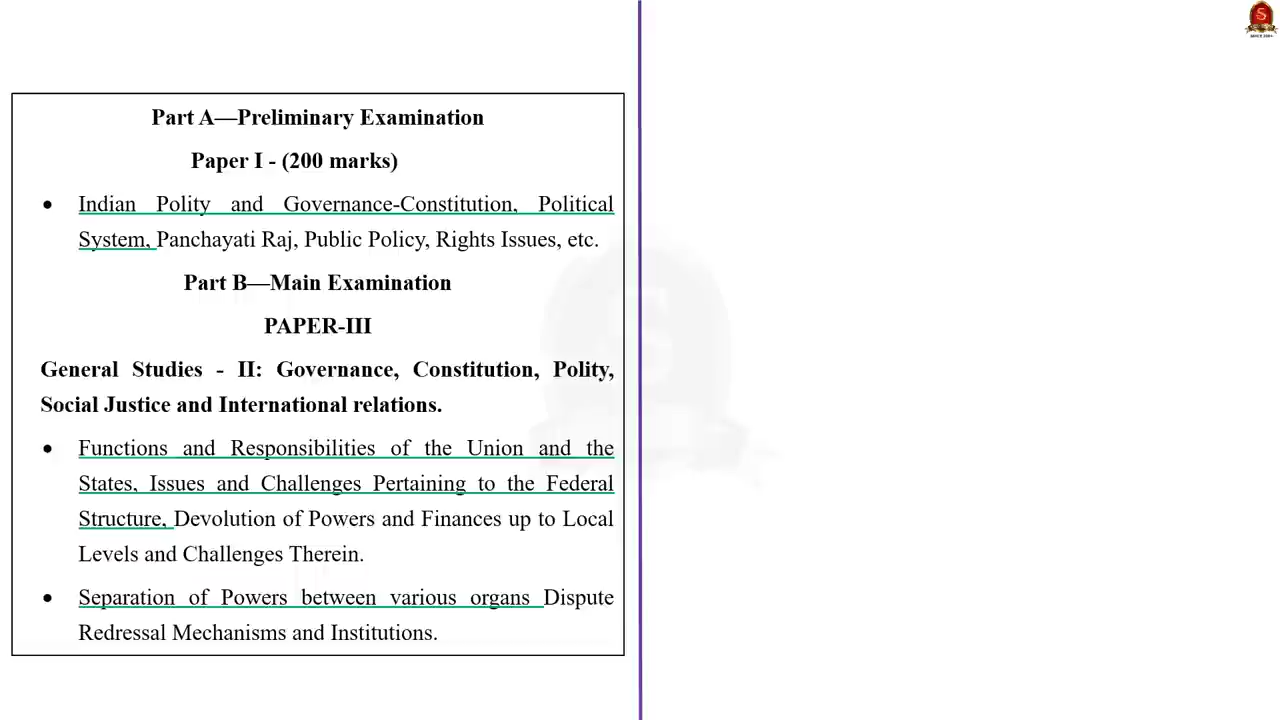 Part A—Preliminary Examination
Paper I - (200 marks)
• Indian Polity and Governance-Constitution, Political
System, Panchayati Raj, Public Policy, Rights Issues, etc.
Part B—Main Examination
PAPER-III
General Studies - II: Governance, Constitution, Polity,
Social Justice and International relations.
• Functions and Responsibilities of the Union and the
States, Issues and Challenges Pertaining to the Federal
Structure, Devolution of Powers and Finances up to Local
Levels and Challenges Therein.
• Separation of Powers between various organs Dispute
Redressal Mechanisms and Institutions.
S